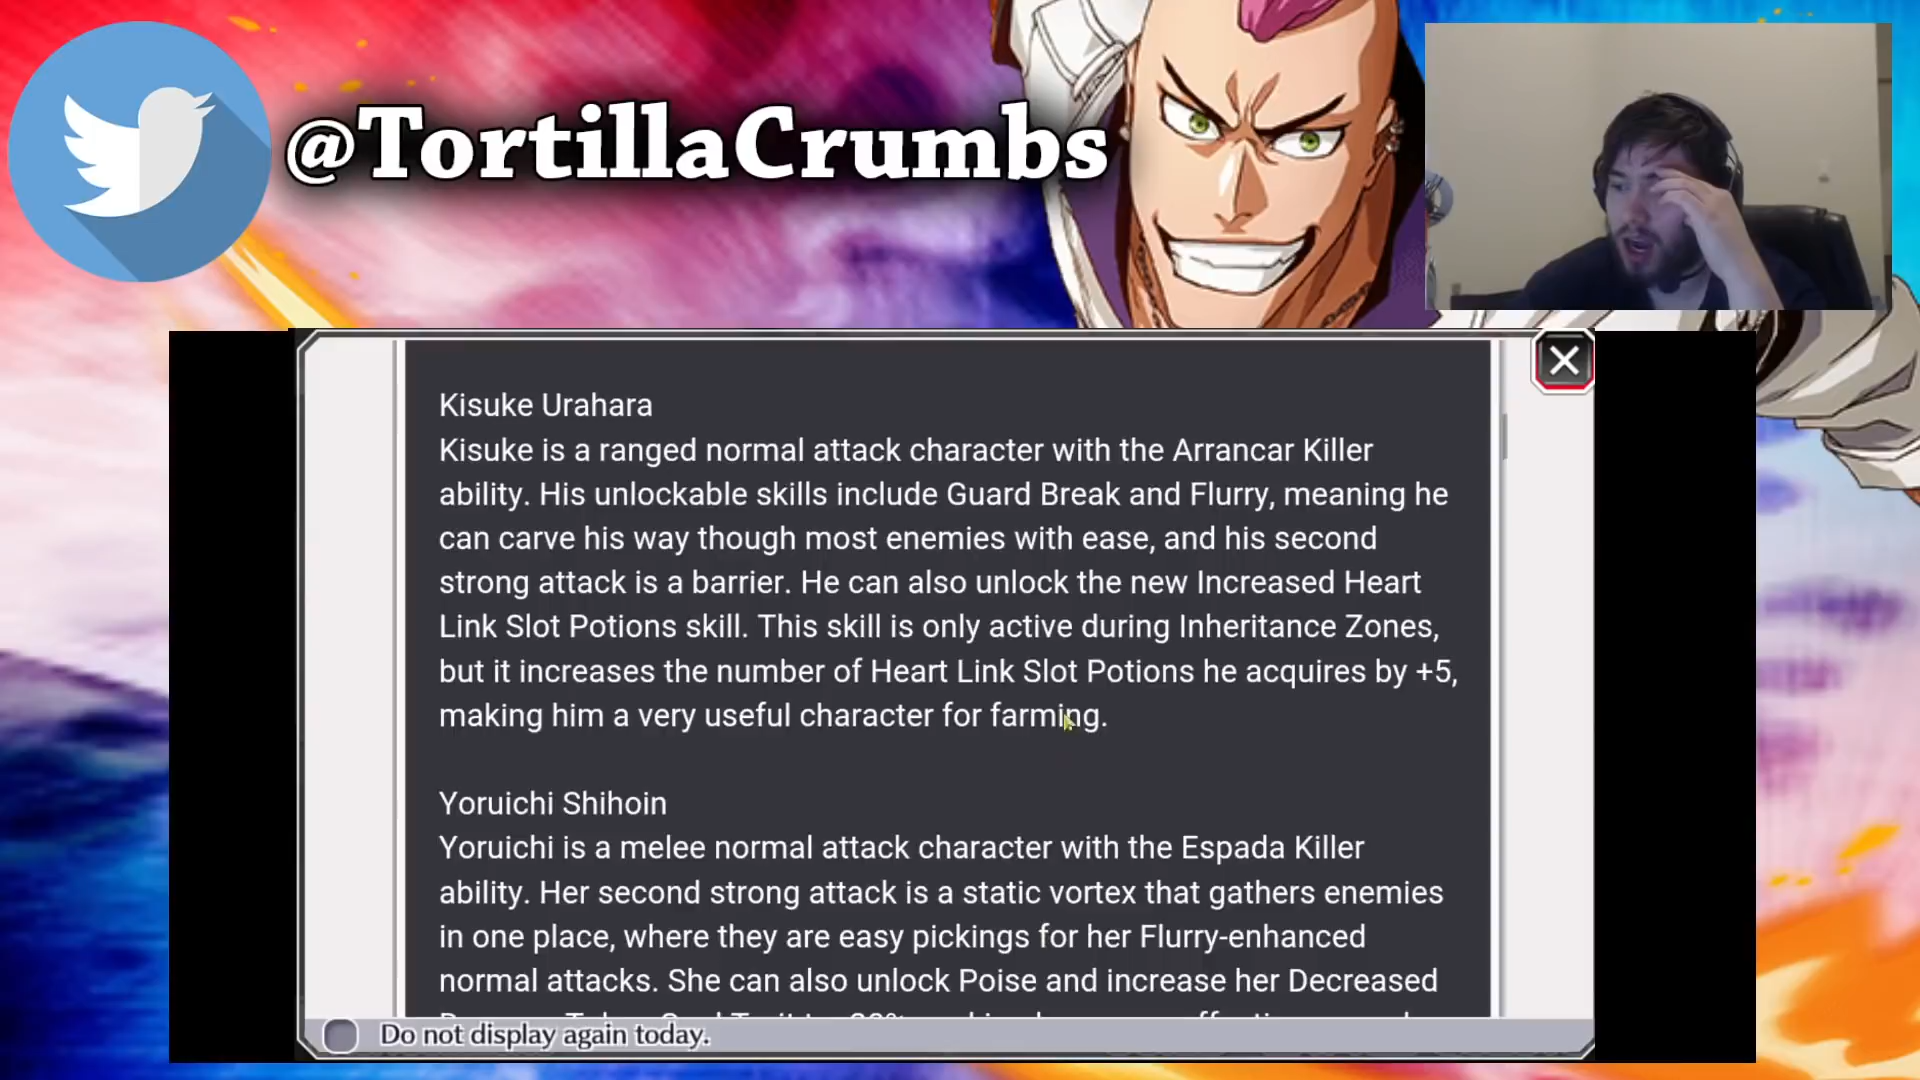 @TortillaCrumbs
Kisuke Urahara
Kisuke is a ranged normal attack character with the Arrancar Killer
ability. His unlockable skills include Guard Break and Flurry, meaning he
can carve his way though most enemies with ease, and his second
strong attack is a barrier. He can also unlock the new Increased Heart
Link Slot Potions skill. This skill is only active during Inheritance Zones,
but it increases the number of Heart Link Slot Potions he acquires by +5,
making him a very useful character for farming.
Yoruichi Shihoin
Yoruichi is a melee normal attack character with the Espada Killer
ability. Her second strong attack is a static vortex that gathers enemies
in one place, where they are easy pickings for her Flurry-enhanced
normal attacks. She can also unlock Poise and increase her Decreased
Do not display again today.